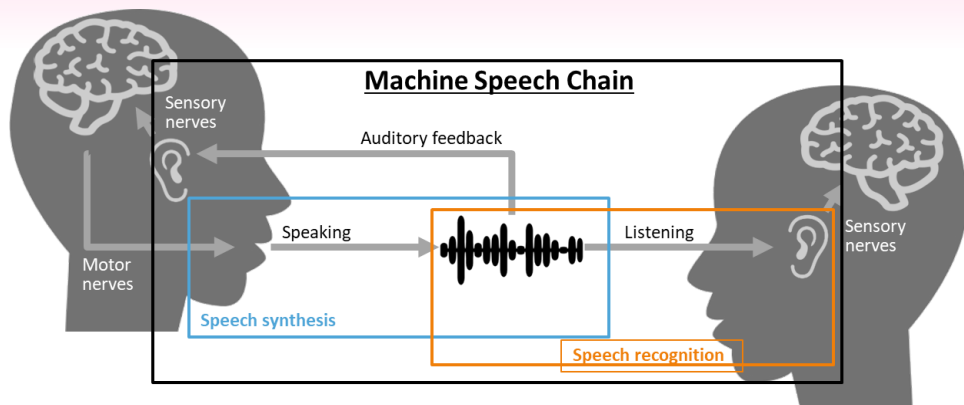 Machine Speech Chain
Sensory
nerves
Auditory feedback
Speaking
Listening
Motor
nerves
Sensory
nerves
Speech synthesis
Speech recognition